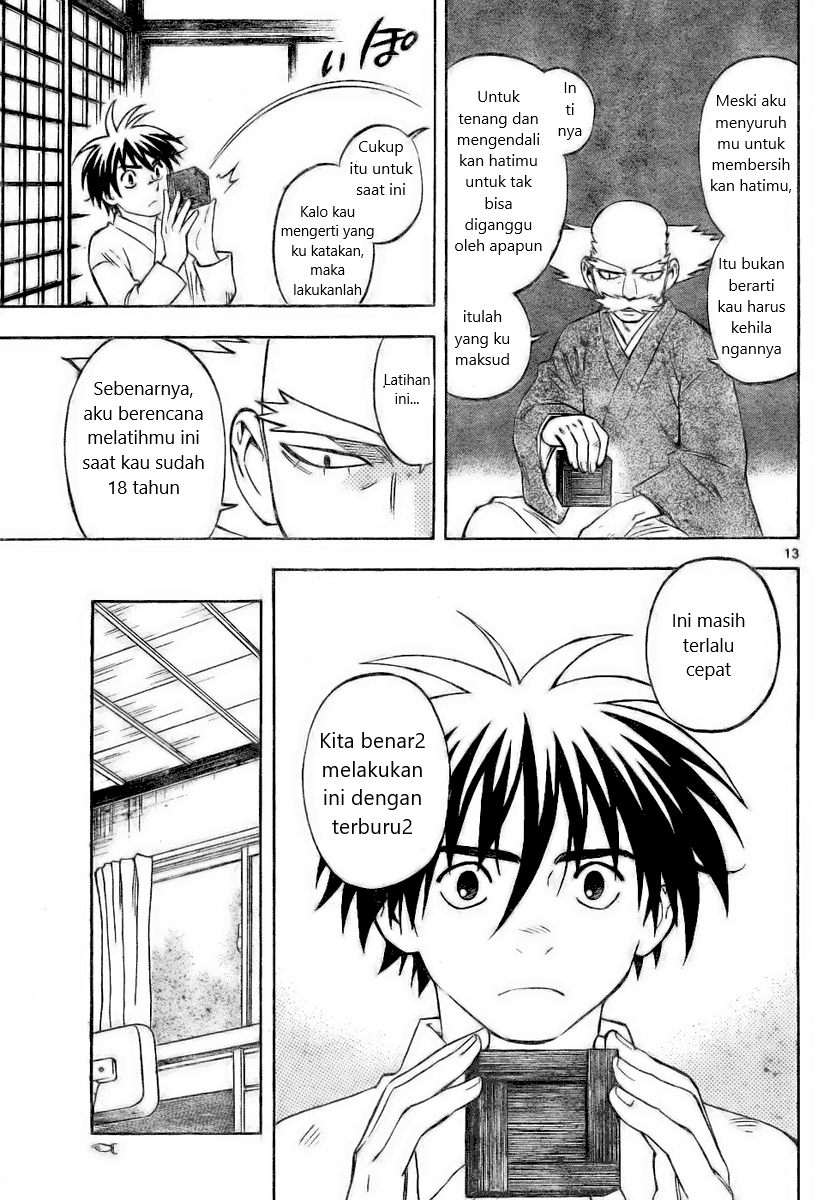 Meski aku
menyuruh
mu untuk
membersih
kan hatimu,
Itu bukan
berarti
kau harus
kehila
ngannya
In
ti
nya
Untuk
tenang dan
mengendali
kan hatimu
untuk tak
bisa
diganggu
oleh apapun
itulah
yang ku
maksud
ぽい
Cukup
itu untuk
saat ini
Kalo kau
mengerti yang
ku katakan,
maka
lakukanlah
Latihan
ini...
Sebenarnya,
aku berencana
melatihmu ini
saat kau sudah
18 tahun
13
Ini masih
terlalu
cepat
Kita benar2
melakukan
ini dengan
terburu2